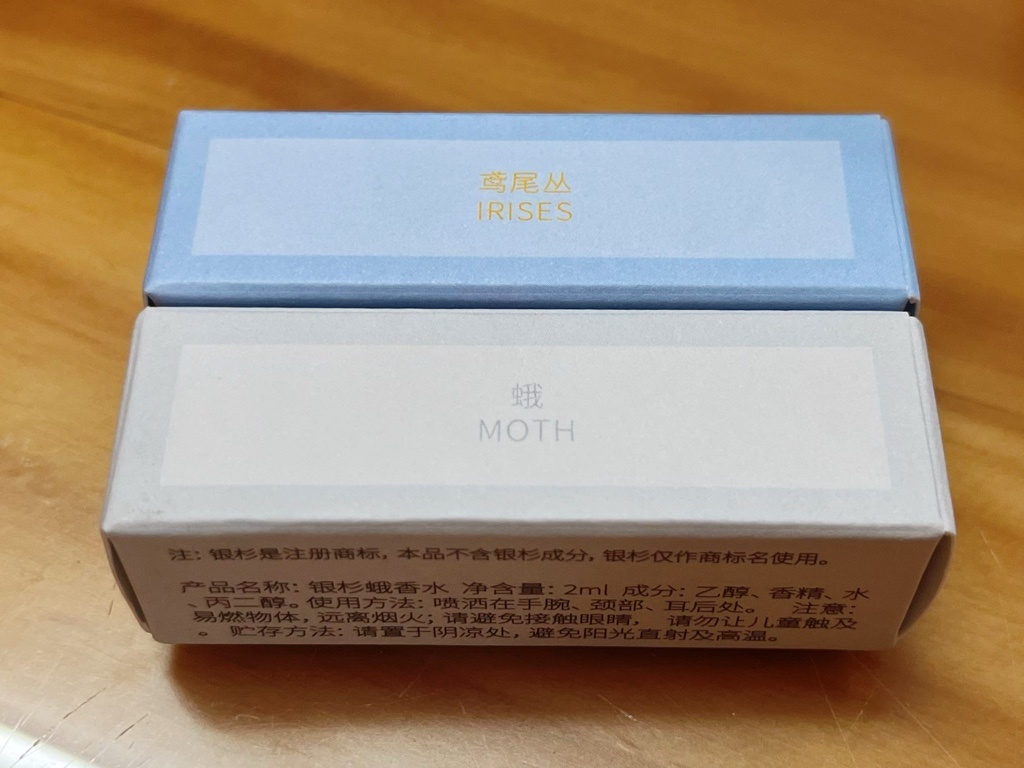 鸢尾丛
IRISES
蛾
MOTH
注: 银杉是注册商标, 本品不含银杉成分, 银杉仅作商标名使用。
产品名称: 银杉蛾香水 净含量: 2ml 成分: 乙醇、香精、水
、丙二醇。使用方法: 喷洒在手腕、颈部、耳后处。 注意:
易燃物体, 远离烟火; 请避免接触眼睛, 请勿让儿童触及
。 贮存方法: 请置于阴凉处, 避免阳光直射及高温。